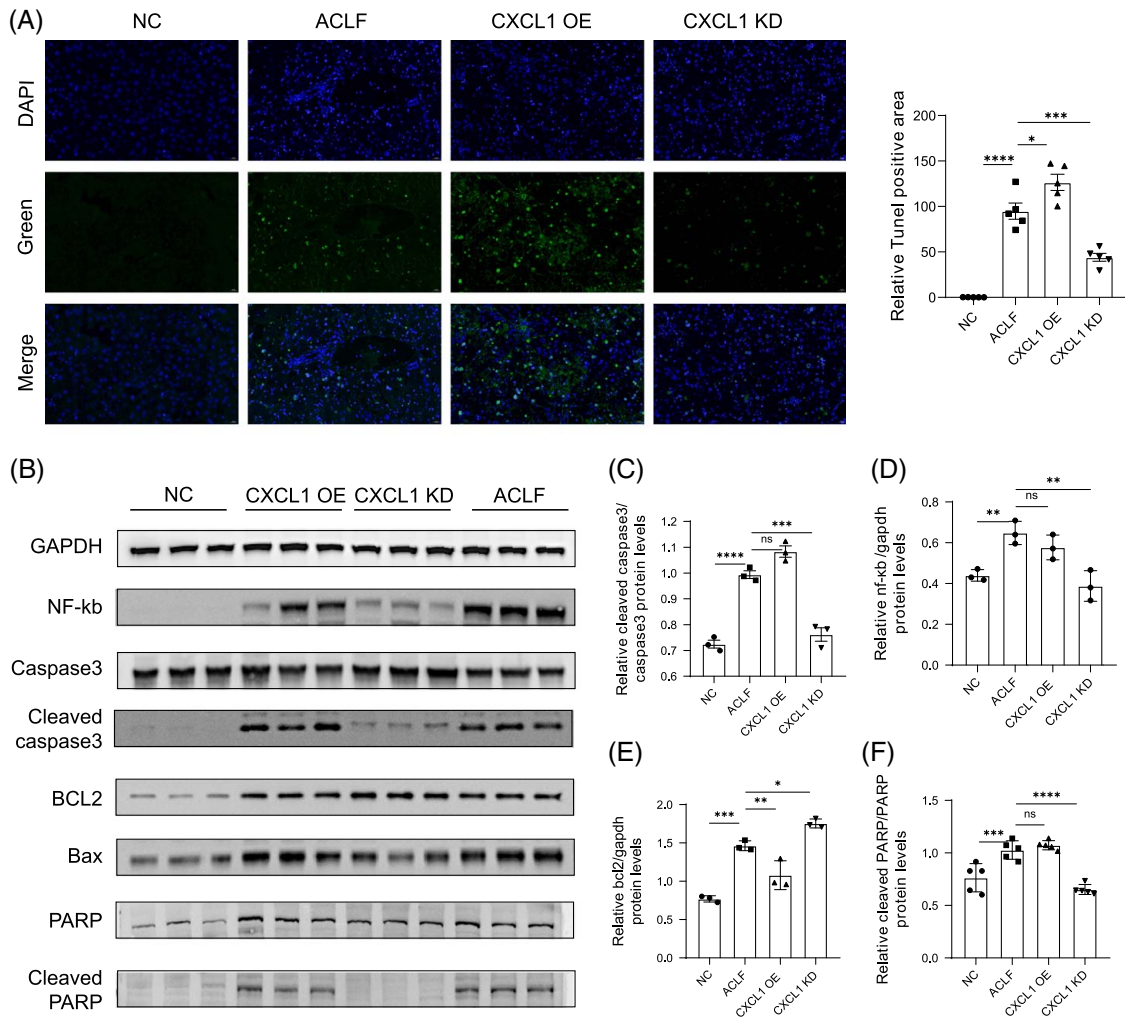 (A)
NC
ACLF
CXCL1 OE
CXCL1 KD
DAPI
Green
Merge
Relative Tunel positive area
200
150
100
50
0
****
*
***
NC
ACLF
CXCL1 OE
CXCL1 KD
(B)
NC
CXCL1 OE
CXCL1 KD
ACLF
GAPDH
NF-kb
Caspase3
Cleaved
caspase3
BCL2
Bax
PARP
Cleaved
PARP
(C)
Relative cleaved caspase3/
caspase3 protein levels
1.2
1.1
1.0
0.9
0.8
0.7
0.6
****
ns
***
NC
ACLF
CXCL1 OE
CXCL1 KD
(D)
Relative nf-kb/gapdh
protein levels
0.8
0.6
0.4
0.2
0.0
**
ns
**
NC
ACLF
CXCL1 OE
CXCL1 KD
(E)
Relative bcl2/gapdh
protein levels
2.0
1.5
1.0
0.5
0.0
***
**
*
NC
ACLF
CXCL1 OE
CXCL1 KD
(F)
Relative cleaved PARP/PARP
protein levels
1.5
1.0
0.5
0.0
***
ns
****
NC
ACLF
CXCL1 OE
CXCL1 KD